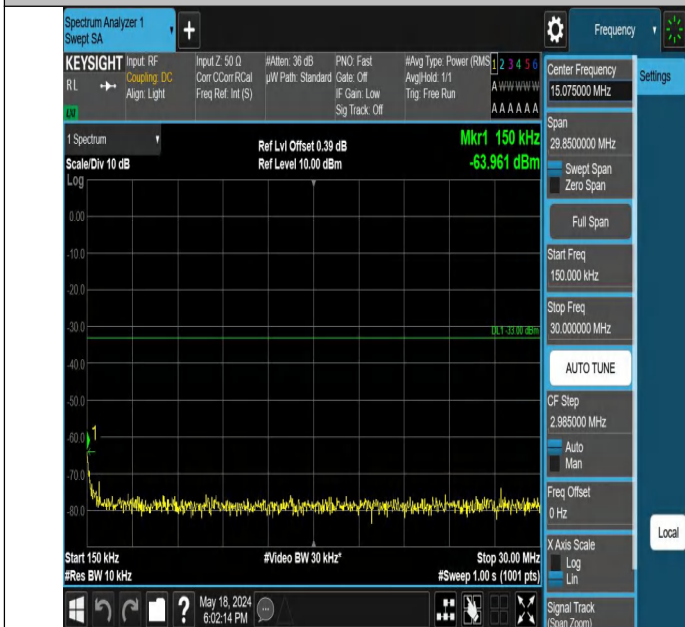 Spectrum Analyzer 1
Swept SA
+
Frequency
KEYSIGHT
RL
Input: RF
Coupling: DC
Align: Light
Input Z: 50 Ω
Corr CCorr RCal
Freq Ref: Int (S)
#Atten: 36 dB
µW Path: Standard
PNO: Fast
Gate: Off
IF Gain: Low
Sig Track: Off
#Avg Type: Power (RMS
Avg|Hold: 1/1
Trig: Free Run
1 2 3 4 5 6
A W W W W W
A A A A A A
1 Spectrum
Scale/Div 10 dB
Log
Ref Lvl Offset 0.39 dB
Ref Level 10.00 dBm
Mkr1 150 kHz
-63.961 dBm
0.00
-10.0
-20.0
-30.0
DL1 -33.00 dBm
-40.0
-50.0
-60.0
1
-70.0
-80.0
Start 150 kHz
#Res BW 10 kHz
#Video BW 30 kHz*
Stop 30.00 MHz
#Sweep 1.00 s (1001 pts)
?
May 18, 2024
6:02:14 PM
Center Frequency
15.075000 MHz
Settings
Span
29.8500000 MHz
Swept Span
Zero Span
Full Span
Start Freq
150.000 kHz
Stop Freq
30.000000 MHz
AUTO TUNE
CF Step
2.985000 MHz
Auto
Man
Freq Offset
0 Hz
Local
X Axis Scale
Log
Lin
Signal Track
(Span Zoom)